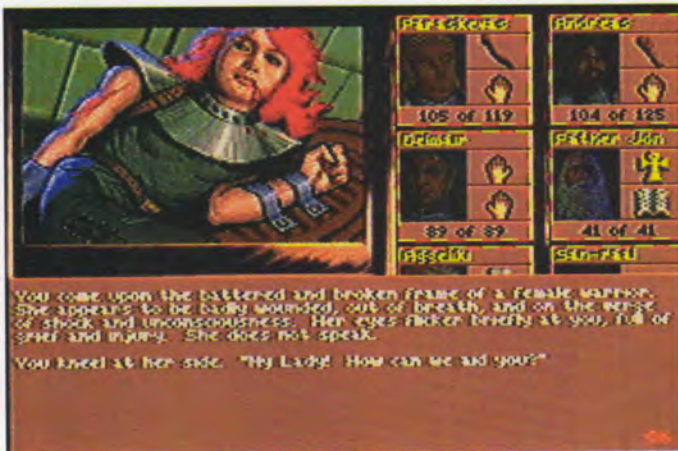 Paraskevas
Andreas
105 of 119
104 of 125
Father Jon
89 of 89
41 of 41
You come upon the battered and broken frame of a female warrior.
She appears to be badly wounded, out of breath, and on the verge
of shock and unconsciousness. Her eyes flicker briefly at you, full of
grief and injury. She does not speak.
You kneel at her side. "My Lady! How can we aid you?"